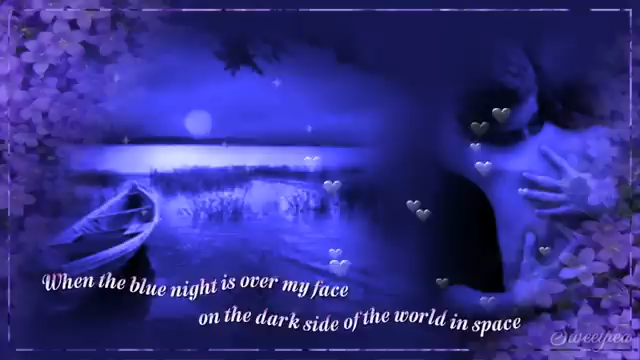 When the blue night is over my face
on the dark side of the world in space
Sweetpea